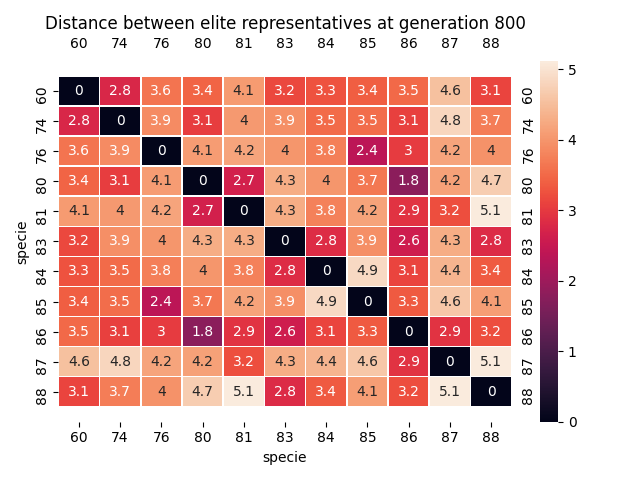 Distance between elite representatives at generation 800
60 74 76 80 81 83 84 85 86 87 88
60 0 2.8 3.6 3.4 4.1 3.2 3.3 3.4 3.5 4.6 3.1 60
74 2.8 0 3.9 3.1 4 3.9 3.5 3.5 3.1 4.8 3.7 74
76 3.6 3.9 0 4.1 4.2 4 3.8 2.4 3 4.2 4 76
80 3.4 3.1 4.1 0 2.7 4.3 4 3.7 1.8 4.2 4.7 80
81 4.1 4 4.2 2.7 0 4.3 3.8 4.2 2.9 3.2 5.1 81
83 3.2 3.9 4 4.3 4.3 0 2.8 3.9 2.6 4.3 2.8 83
84 3.3 3.5 3.8 4 3.8 2.8 0 4.9 3.1 4.4 3.4 84
85 3.4 3.5 2.4 3.7 4.2 3.9 4.9 0 3.3 4.6 4.1 85
86 3.5 3.1 3 1.8 2.9 2.6 3.1 3.3 0 2.9 3.2 86
87 4.6 4.8 4.2 4.2 3.2 4.3 4.4 4.6 2.9 0 5.1 87
88 3.1 3.7 4 4.7 5.1 2.8 3.4 4.1 3.2 5.1 0 88
60 74 76 80 81 83 84 85 86 87 88
specie
specie
5
4
3
2
1
0